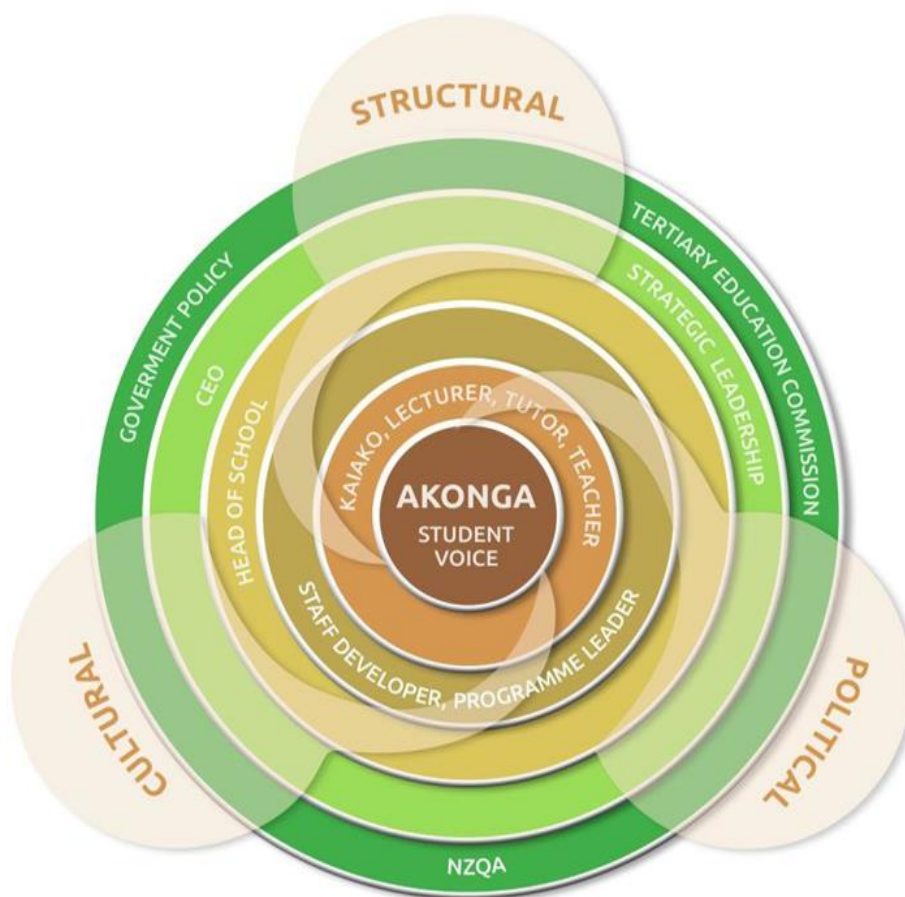 STRUCTURAL
GOVERMENT POLICY
TERTIARY EDUCATION COMMISSION
CEO
STRATEGIC LEADERSHIP
HEAD OF SCHOOL
KAIAKO, LECTURER, TUTOR, TEACHER
AKONGA
STUDENT
VOICE
STAFF DEVELOPER, PROGRAMME LEADER
CULTURAL
POLITICAL
NZQA